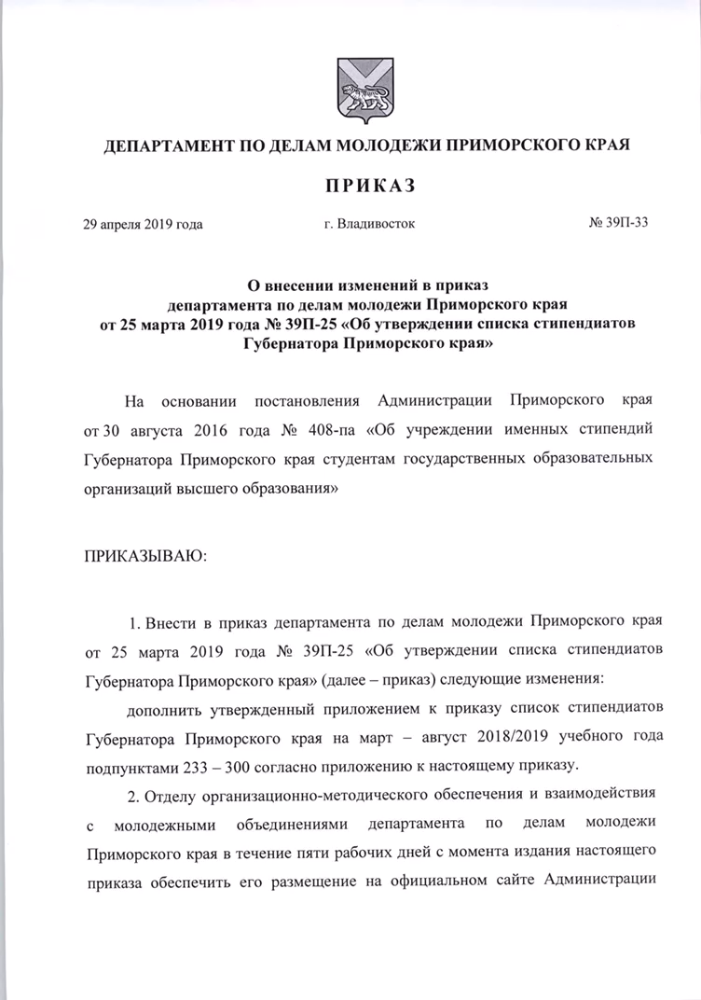 ДЕПАРТАМЕНТ ПО ДЕЛАМ МОЛОДЕЖИ ПРИМОРСКОГО КРАЯ
ПРИКАЗ
29 апреля 2019 года г. Владивосток № 39П-33
О внесении изменений в приказ
департамента по делам молодежи Приморского края
от 25 марта 2019 года № 39П-25 «Об утверждении списка стипендиатов
Губернатора Приморского края»
На основании постановления Администрации Приморского края
от 30 августа 2016 года № 408-па «Об учреждении именных стипендий
Губернатора Приморского края студентам государственных образовательных
организаций высшего образования»
ПРИКАЗЫВАЮ:
1. Внести в приказ департамента по делам молодежи Приморского края
от 25 марта 2019 года № 39П-25 «Об утверждении списка стипендиатов
Губернатора Приморского края» (далее – приказ) следующие изменения:
дополнить утвержденный приложением к приказу список стипендиатов
Губернатора Приморского края на март – август 2018/2019 учебного года
подпунктами 233 – 300 согласно приложению к настоящему приказу.
2. Отделу организационно-методического обеспечения и взаимодействия
с молодежными объединениями департамента по делам молодежи
Приморского края в течение пяти рабочих дней с момента издания настоящего
приказа обеспечить его размещение на официальном сайте Администрации